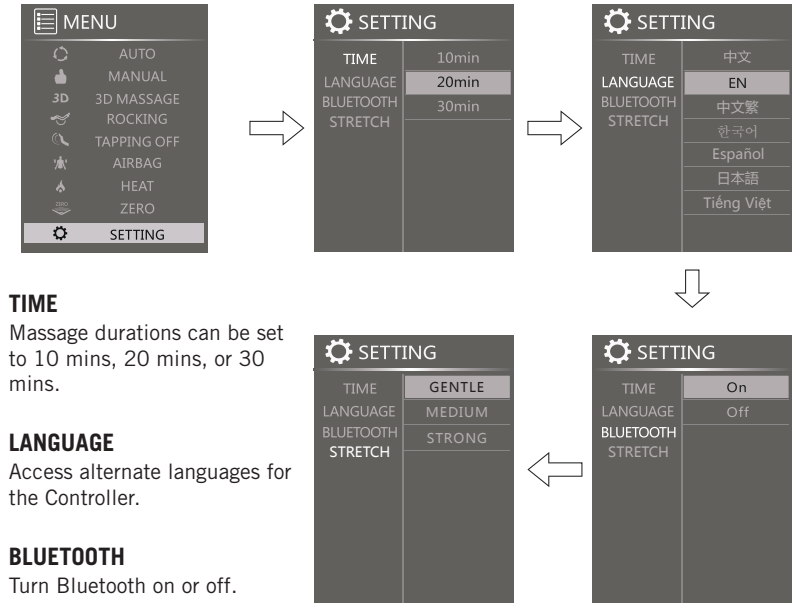 MENU
AUTO
MANUAL
3D 3D MASSAGE
ROCKING
TAPPING OFF
AIRBAG
HEAT
ZERO ZERO
SETTING
SETTING
TIME
LANGUAGE
BLUETOOTH
STRETCH
10min
20min
30min
SETTING
TIME
LANGUAGE
BLUETOOTH
STRETCH
中文
EN
中文繁
한국어
Español
日本語
Tiếng Việt
TIME
Massage durations can be set
to 10 mins, 20 mins, or 30
mins.
LANGUAGE
Access alternate languages for
the Controller.
BLUETOOTH
Turn Bluetooth on or off.
SETTING
TIME
LANGUAGE
BLUETOOTH
STRETCH
GENTLE
MEDIUM
STRONG
SETTING
TIME
LANGUAGE
BLUETOOTH
STRETCH
On
Off